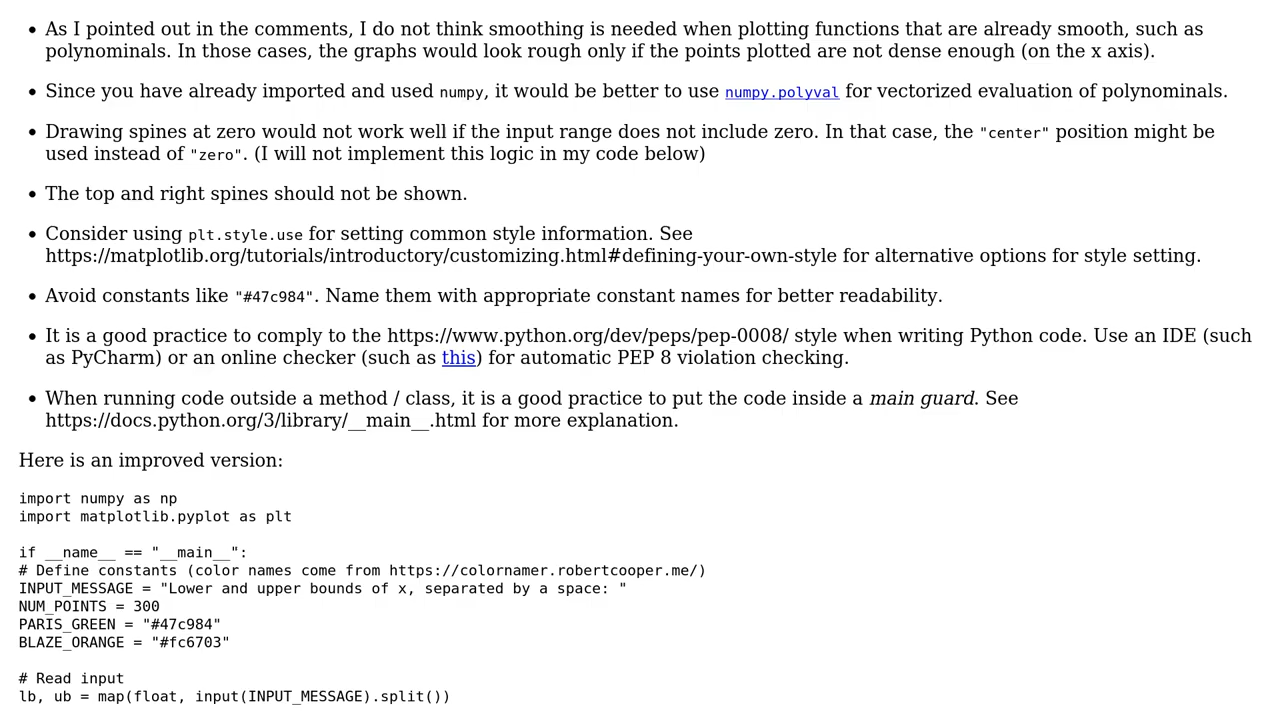 • As I pointed out in the comments, I do not think smoothing is needed when plotting functions that are already smooth, such as
polynominals. In those cases, the graphs would look rough only if the points plotted are not dense enough (on the x axis).
• Since you have already imported and used numpy, it would be better to use numpy.polyval for vectorized evaluation of polynominals.
• Drawing spines at zero would not work well if the input range does not include zero. In that case, the "center" position might be
used instead of "zero". (I will not implement this logic in my code below)
• The top and right spines should not be shown.
• Consider using plt.style.use for setting common style information. See
https://matplotlib.org/tutorials/introductory/customizing.html#defining-your-own-style for alternative options for style setting.
• Avoid constants like "#47c984". Name them with appropriate constant names for better readability.
• It is a good practice to comply to the https://www.python.org/dev/peps/pep-0008/ style when writing Python code. Use an IDE (such
as PyCharm) or an online checker (such as this) for automatic PEP 8 violation checking.
• When running code outside a method / class, it is a good practice to put the code inside a main guard. See
https://docs.python.org/3/library/__main__.html for more explanation.
Here is an improved version:
import numpy as np
import matplotlib.pyplot as plt
if __name__ == "__main__":
# Define constants (color names come from https://colornamer.robertcooper.me/)
INPUT_MESSAGE = "Lower and upper bounds of x, separated by a space: "
NUM_POINTS = 300
PARIS_GREEN = "#47c984"
BLAZE_ORANGE = "#fc6703"
# Read input
lb, ub = map(float, input(INPUT_MESSAGE).split())